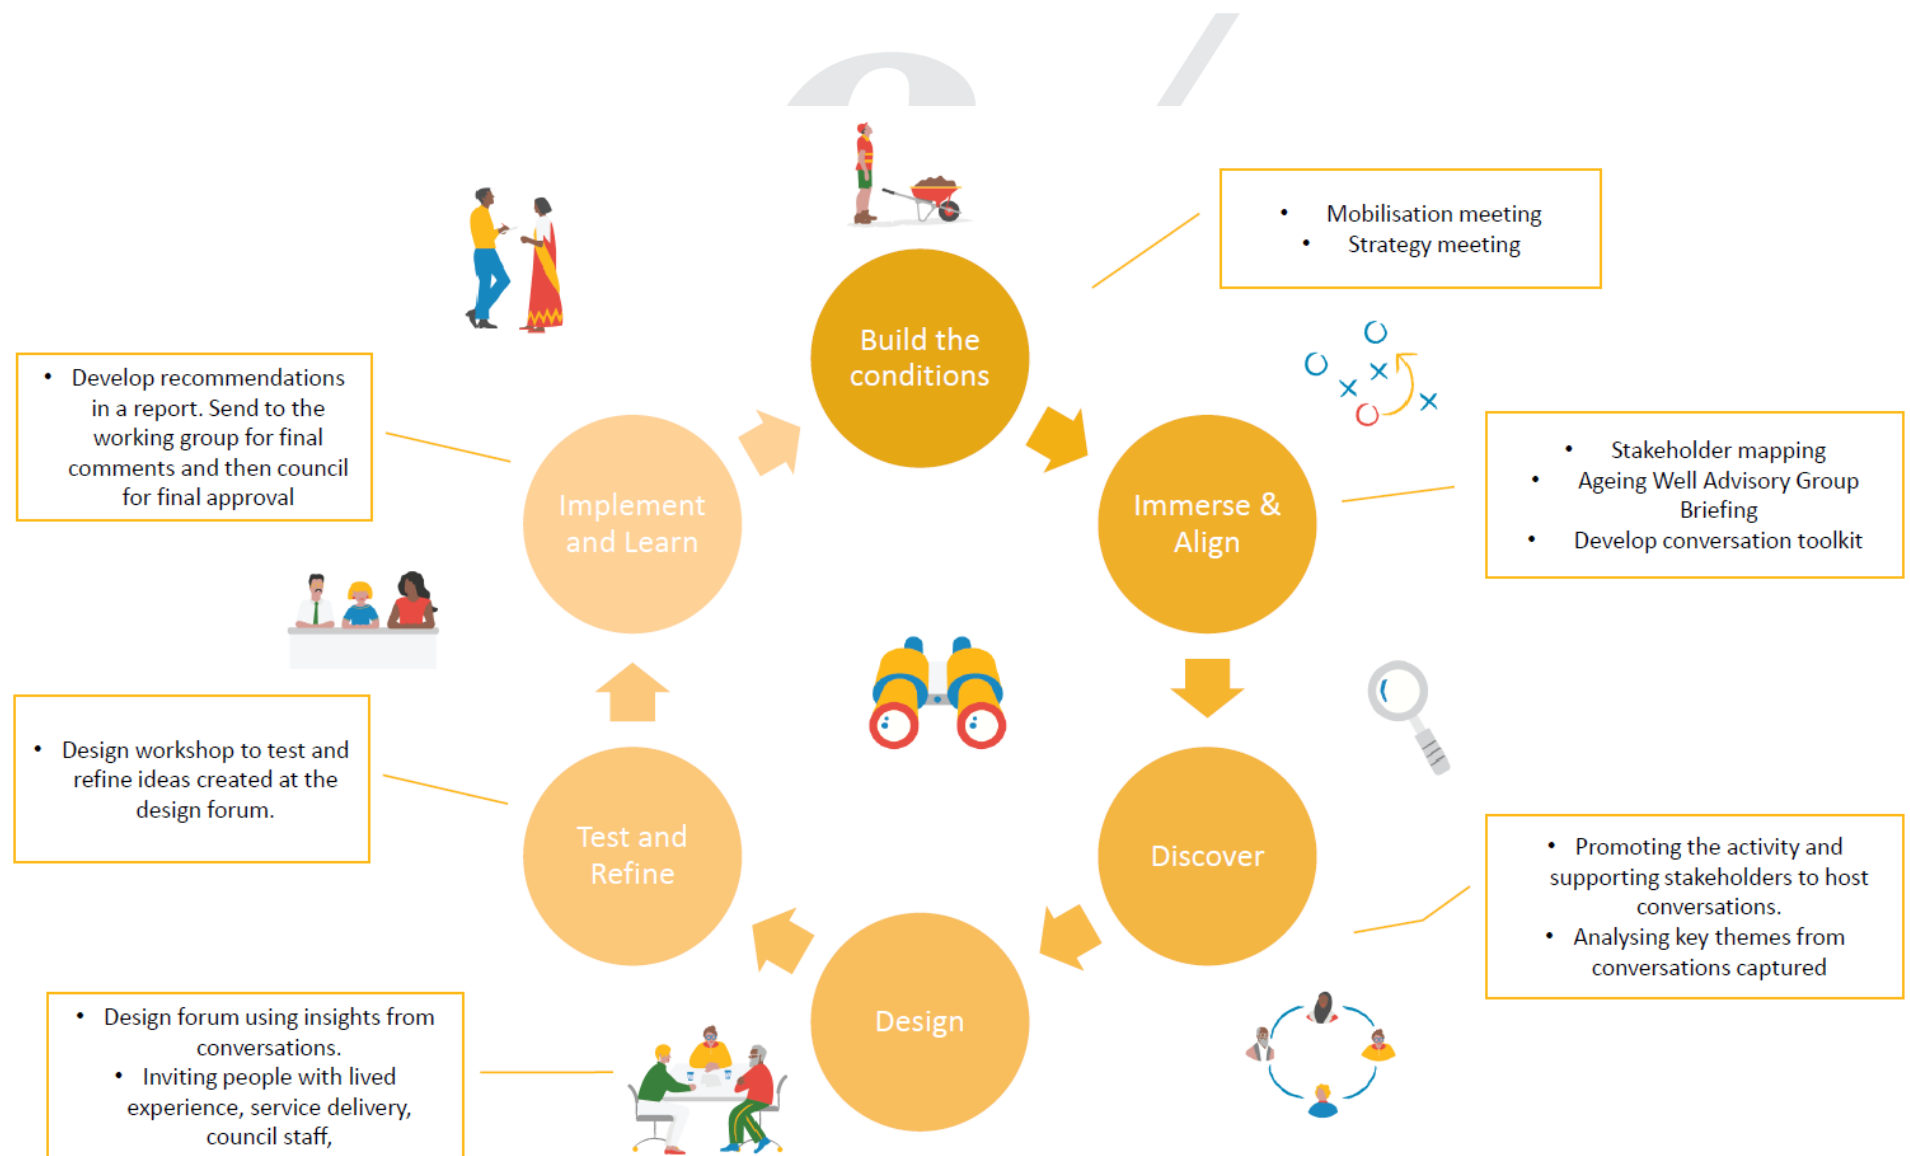 Build the
conditions
• Mobilisation meeting
• Strategy meeting
Immerse &
Align
• Stakeholder mapping
• Ageing Well Advisory Group
Briefing
• Develop conversation toolkit
Discover
• Promoting the activity and
supporting stakeholders to host
conversations.
• Analysing key themes from
conversations captured
Design
• Design forum using insights from
conversations.
• Inviting people with lived
experience, service delivery,
council staff,
Test and
Refine
• Design workshop to test and
refine ideas created at the
design forum.
Implement
and Learn
• Develop recommendations
in a report. Send to the
working group for final
comments and then council
for final approval